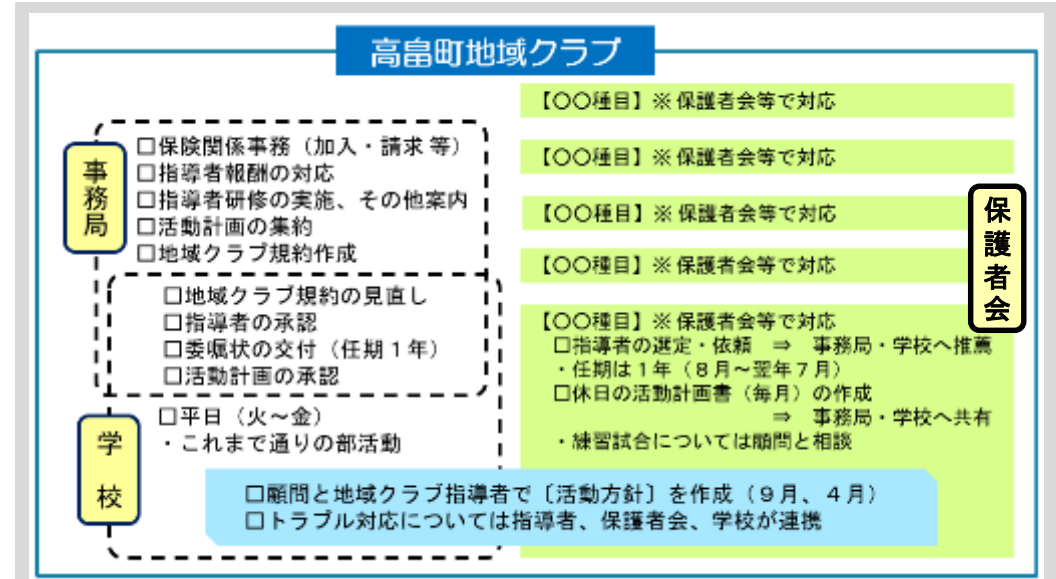 高畠町地域クラブ
事務局
□保険関係事務（加入・請求 等）
□指導者報酬の対応
□指導者研修の実施、その他案内
□活動計画の集約
□地域クラブ規約作成
□地域クラブ規約の見直し
□指導者の承認
□委嘱状の交付（任期１年）
□活動計画の承認
学校
□平日（火～金）
・これまで通りの部活動
【〇〇種目】※ 保護者会等で対応
【〇〇種目】※ 保護者会等で対応
【〇〇種目】※ 保護者会等で対応
【〇〇種目】※ 保護者会等で対応
【〇〇種目】※ 保護者会等で対応
□指導者の選定・依頼 ⇒ 事務局・学校へ推薦
・任期は１年（８月～翌年７月）
□休日の活動計画書（毎月）の作成
⇒ 事務局・学校へ共有
・練習試合については顧問と相談
保護者会
□顧問と地域クラブ指導者で〔活動方針〕を作成（９月、４月）
□トラブル対応については指導者、保護者会、学校が連携